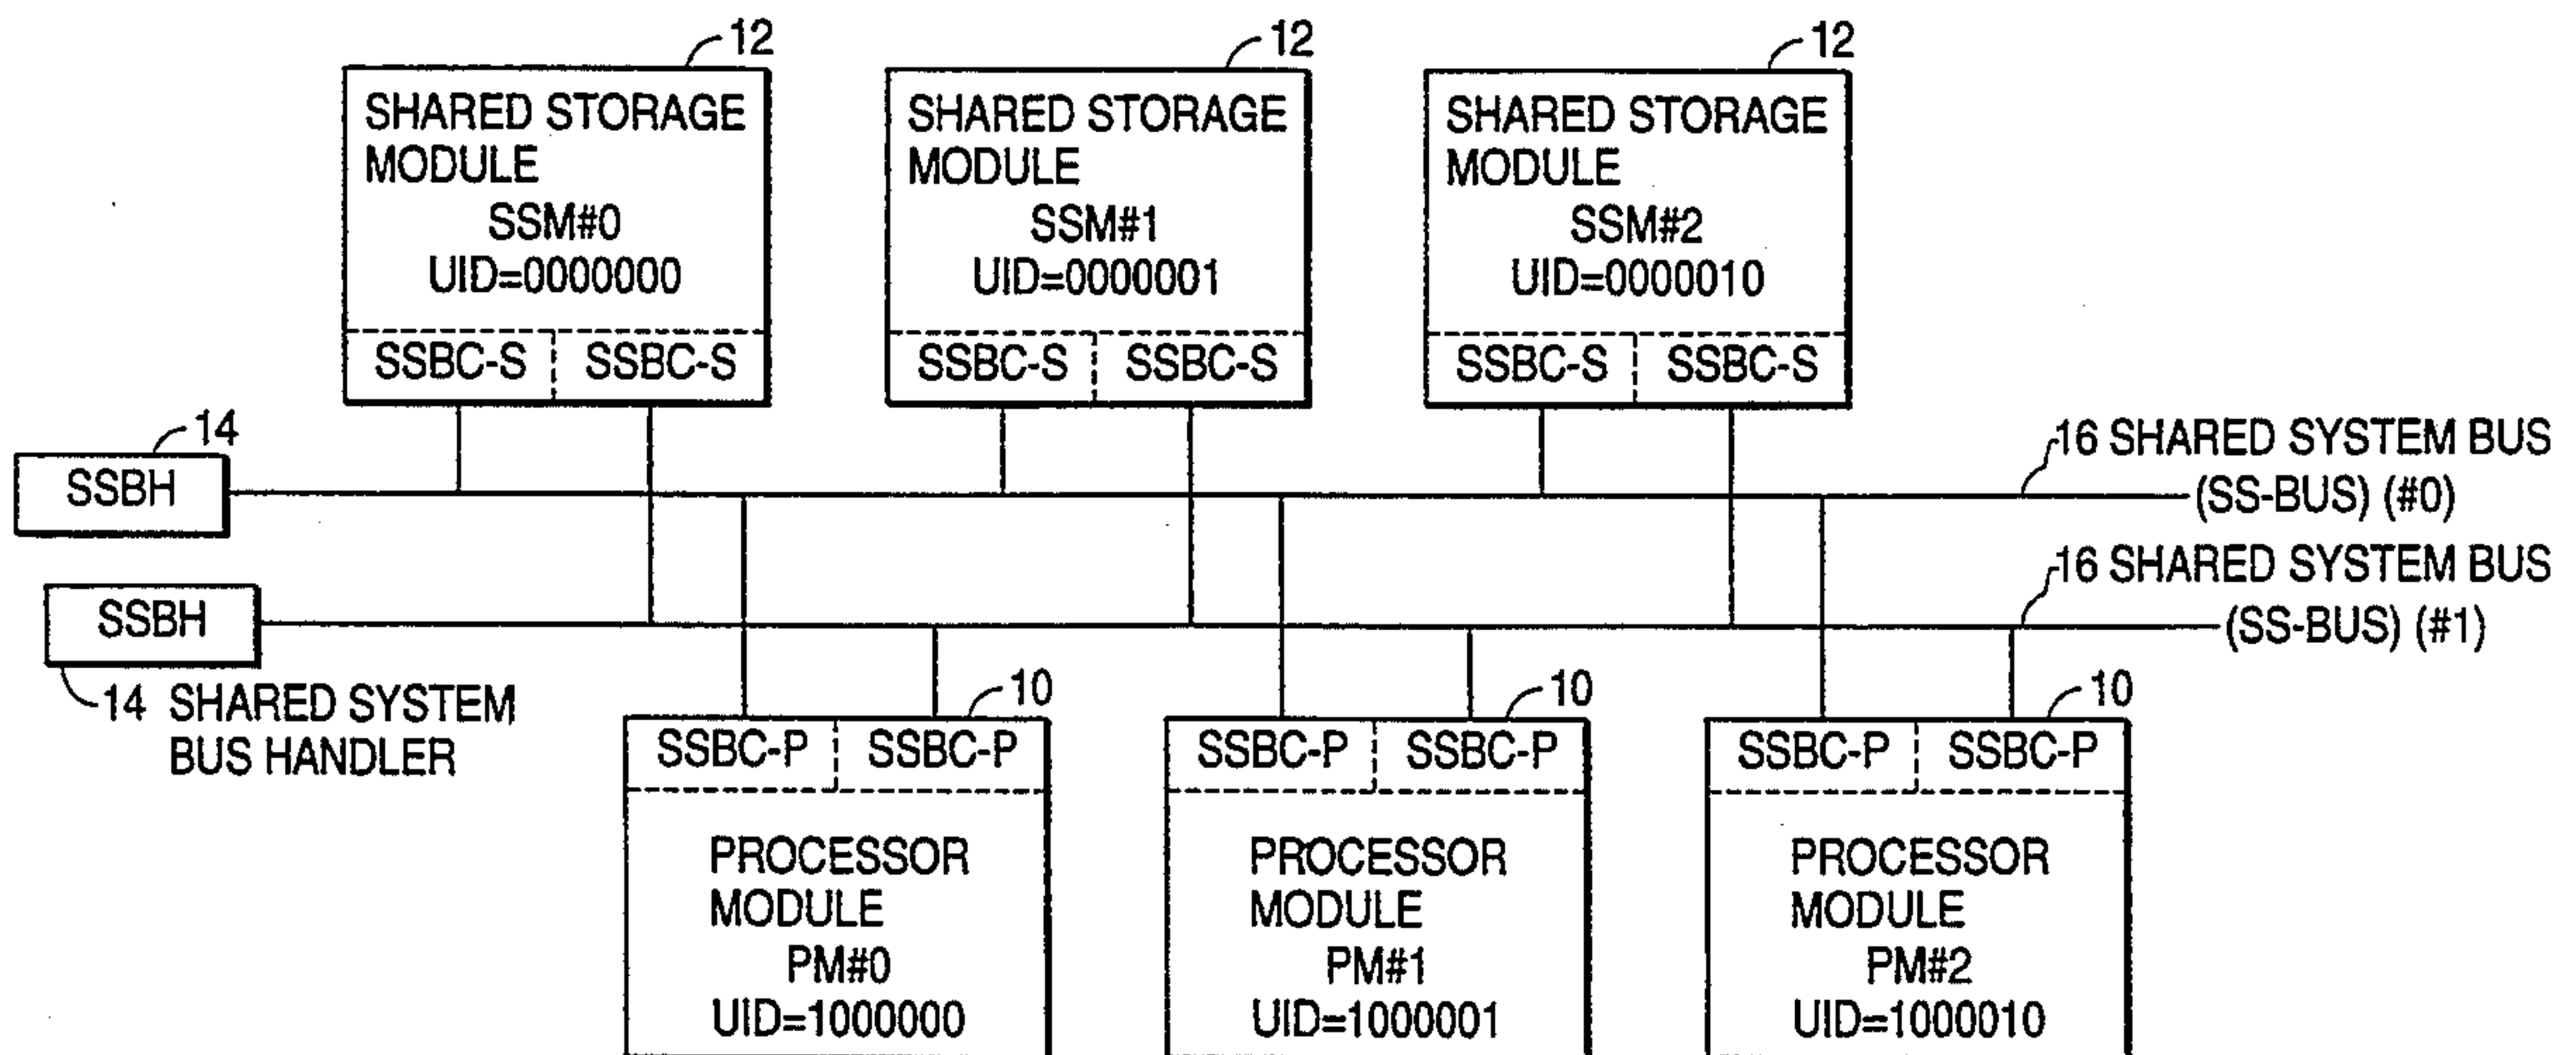 12
12
12
SHARED STORAGE
MODULE
SSM#0
UID=0000000
SSBC-S SSBC-S
SHARED STORAGE
MODULE
SSM#1
UID=0000001
SSBC-S SSBC-S
SHARED STORAGE
MODULE
SSM#2
UID=0000010
SSBC-S SSBC-S
14
SSBH
16 SHARED SYSTEM BUS
(SS-BUS) (#0)
SSBH
16 SHARED SYSTEM BUS
(SS-BUS) (#1)
14 SHARED SYSTEM
BUS HANDLER
10
10
10
SSBC-P SSBC-P
PROCESSOR
MODULE
PM#0
UID=1000000
SSBC-P SSBC-P
PROCESSOR
MODULE
PM#1
UID=1000001
SSBC-P SSBC-P
PROCESSOR
MODULE
PM#2
UID=1000010